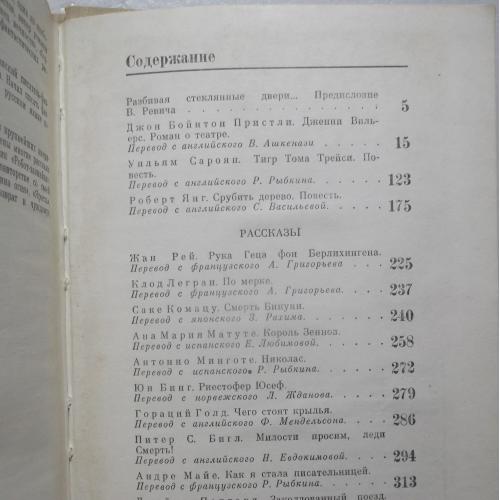 Содержание
Разбивая стеклянные двери... Предисловие
В. Ревича . . . . . . . . . . . . . . 5
Джон Бойнтон Пристли. Дженни Вильерс. Роман о театре.
Перевод с английского В. Ашкенази . . . . 15
Уильям Сароян. Тигр Тома Трейси. Повесть.
Перевод с английского Р. Рыбкина . . . . . 123
Роберт Янг. Срубить дерево. Повесть.
Перевод с английского С. Васильевой . . . . . 175
РАССКАЗЫ
Жан Рей. Рука Геца фон Берлихингена.
Перевод с французского А. Григорьева . . . 225
Клод Легран. По мерке.
Перевод с французского А. Григорьева . . . . 237
Саке Комацу. Смерть Бикуни.
Перевод с японского З. Рахима . . . . . 240
Ана Мария Матуте. Король Зенноз.
Перевод с испанского Е. Любимовой . . . . 258
Антонио Минготе. Николас.
Перевод с испанского Р. Рыбкина . . . . . 272
Юн Бинг. Риестофер Юсеф.
Перевод с норвежского Л. Жданова . . . . 279
Гораций Голд. Чего стоят крылья.
Перевод с английского Ф. Мендельсона . . . 286
Питер С. Бигл. Милости просим, леди
Смерть!
Перевод с английского Н. Евдокимовой . . . . 294
Андре Майе. Как я стала писательницей.
Перевод с французского Р. Рыбкина . . . . 313